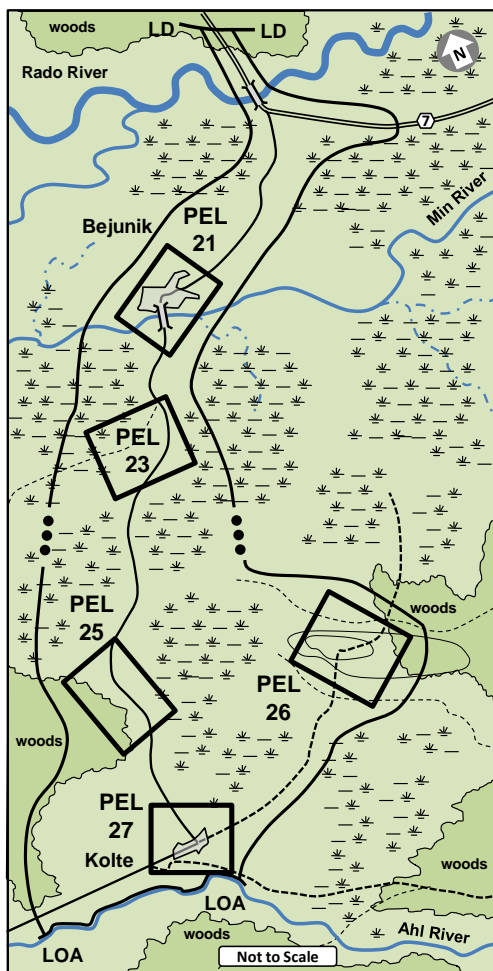 woods
LD
LD
Rado River
N
7
Min River
PEL
21
Bejunik
PEL
23
PEL
25
woods
PEL
26
woods
PEL
27
Kolte
woods
LOA
LOA
Ahl River
woods
Not to Scale